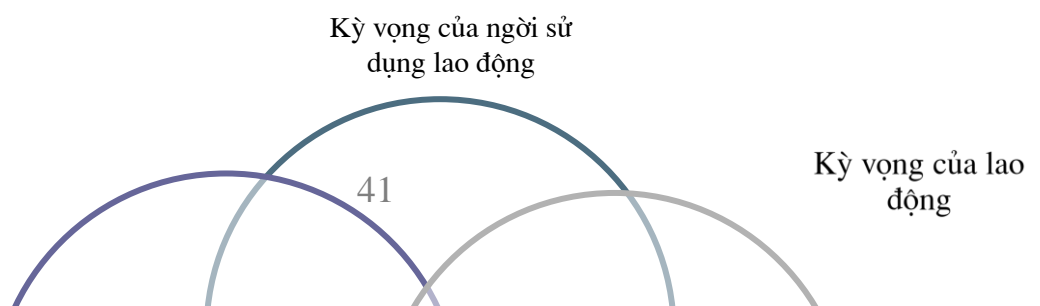 Kỳ vọng của ngời sử
dụng lao động
Kỳ vọng của lao
động
41